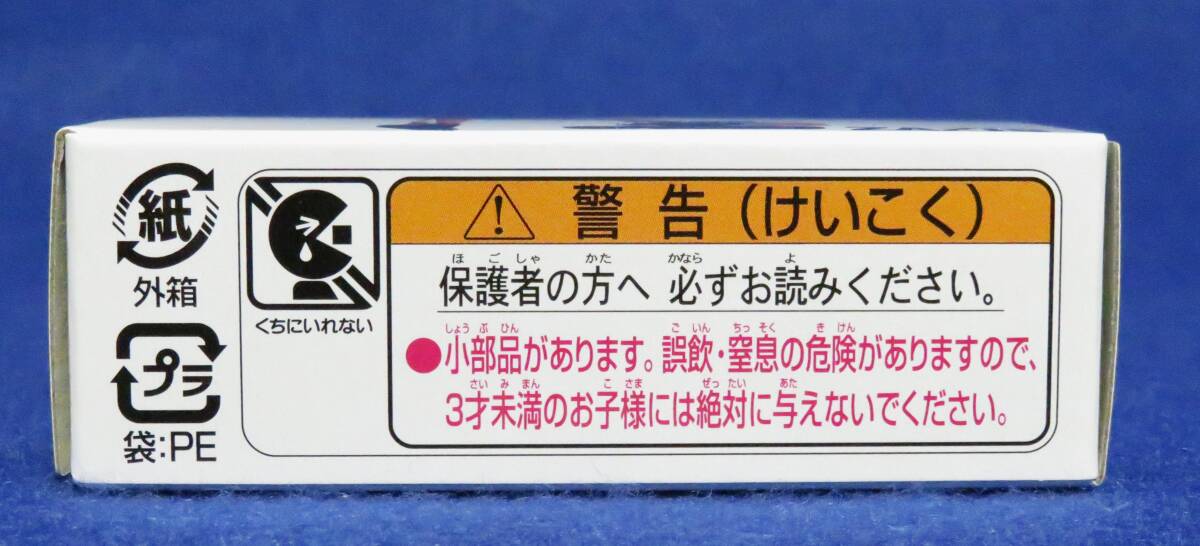 紙
外箱
プラ
袋:PE
くちにいれない
警告(けいこく)
ほごしゃ かた かなら よ
保護者の方へ 必ずお読みください。
しょうぶひん ごいん ちっそく きけん
●小部品があります。誤飲・窒息の危険がありますので、
さいみまん こさま ぜったい あた
3才未満のお子様には絶対に与えないでください。